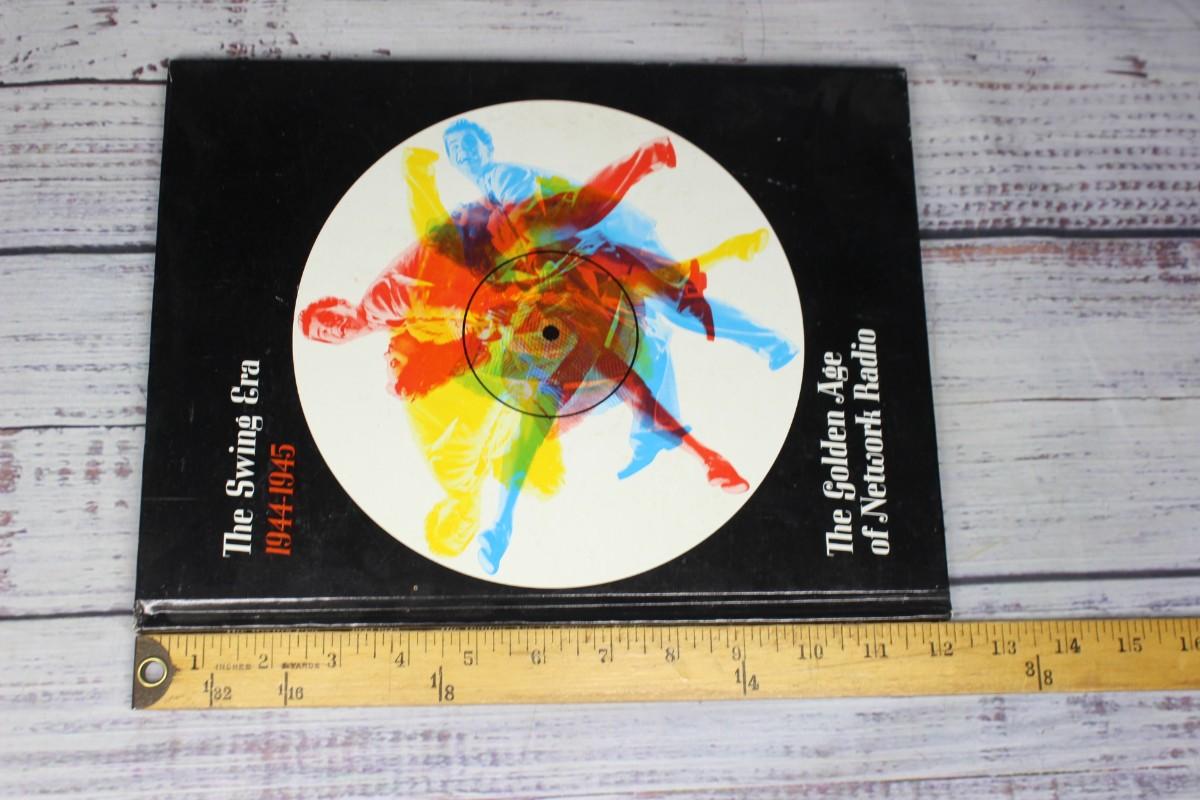 The Swing Era
1944-1945
The Golden Age
of Network Radio
1 INCHES 2 & YARDS 3 4 5 6 7 8 9 10 11 12 13 14 15 16
1/32 1/16 1/8 1/4 3/8